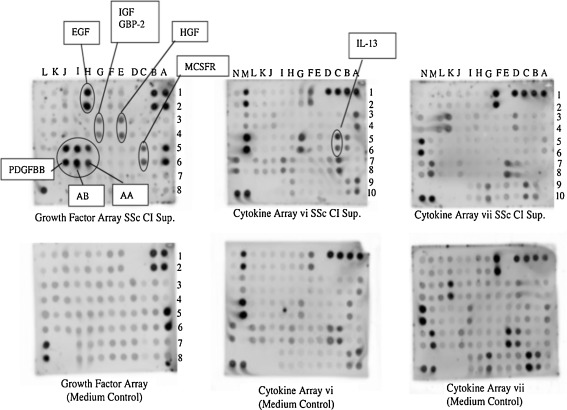 EGF
IGF
GBP-2
HGF
IL-13
MCSFR
L K J I H G F E D C B A
N M L K J I H G F E D C B A
N M L K J I H G F E D C B A
1
2
3
4
5
6
7
8
1
2
3
4
5
6
7
8
9
10
1
2
3
4
5
6
7
8
9
10
PDGFBB
AB
AA
Growth Factor Array SSc CI Sup.
Cytokine Array vi SSc CI Sup.
Cytokine Array vii SSc CI Sup.
1
2
3
4
5
6
7
8
Growth Factor Array
(Medium Control)
Cytokine Array vi
(Medium Control)
Cytokine Array vii
(Medium Control)